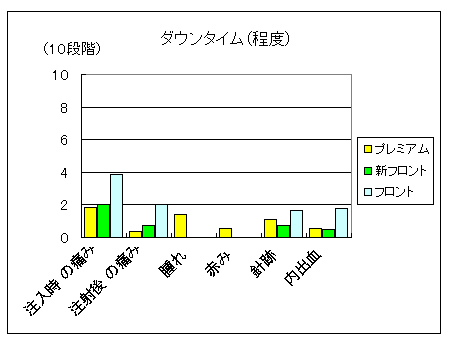 ダウンタイム（程度）
（10段階）
10
8
6
4
2
0
注入時の痛み
注射後の痛み
腫れ
赤み
針跡
内出血
プレミアム
新フロント
フロント